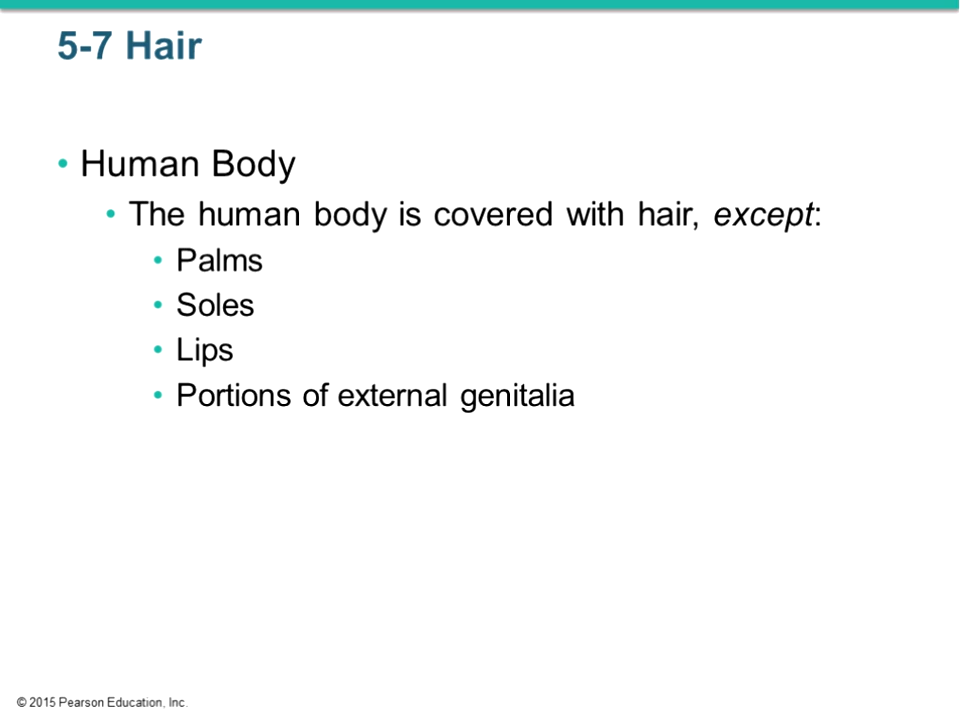 5-7 Hair
• Human Body
• The human body is covered with hair, except:
• Palms
• Soles
• Lips
• Portions of external genitalia
© 2015 Pearson Education, Inc.